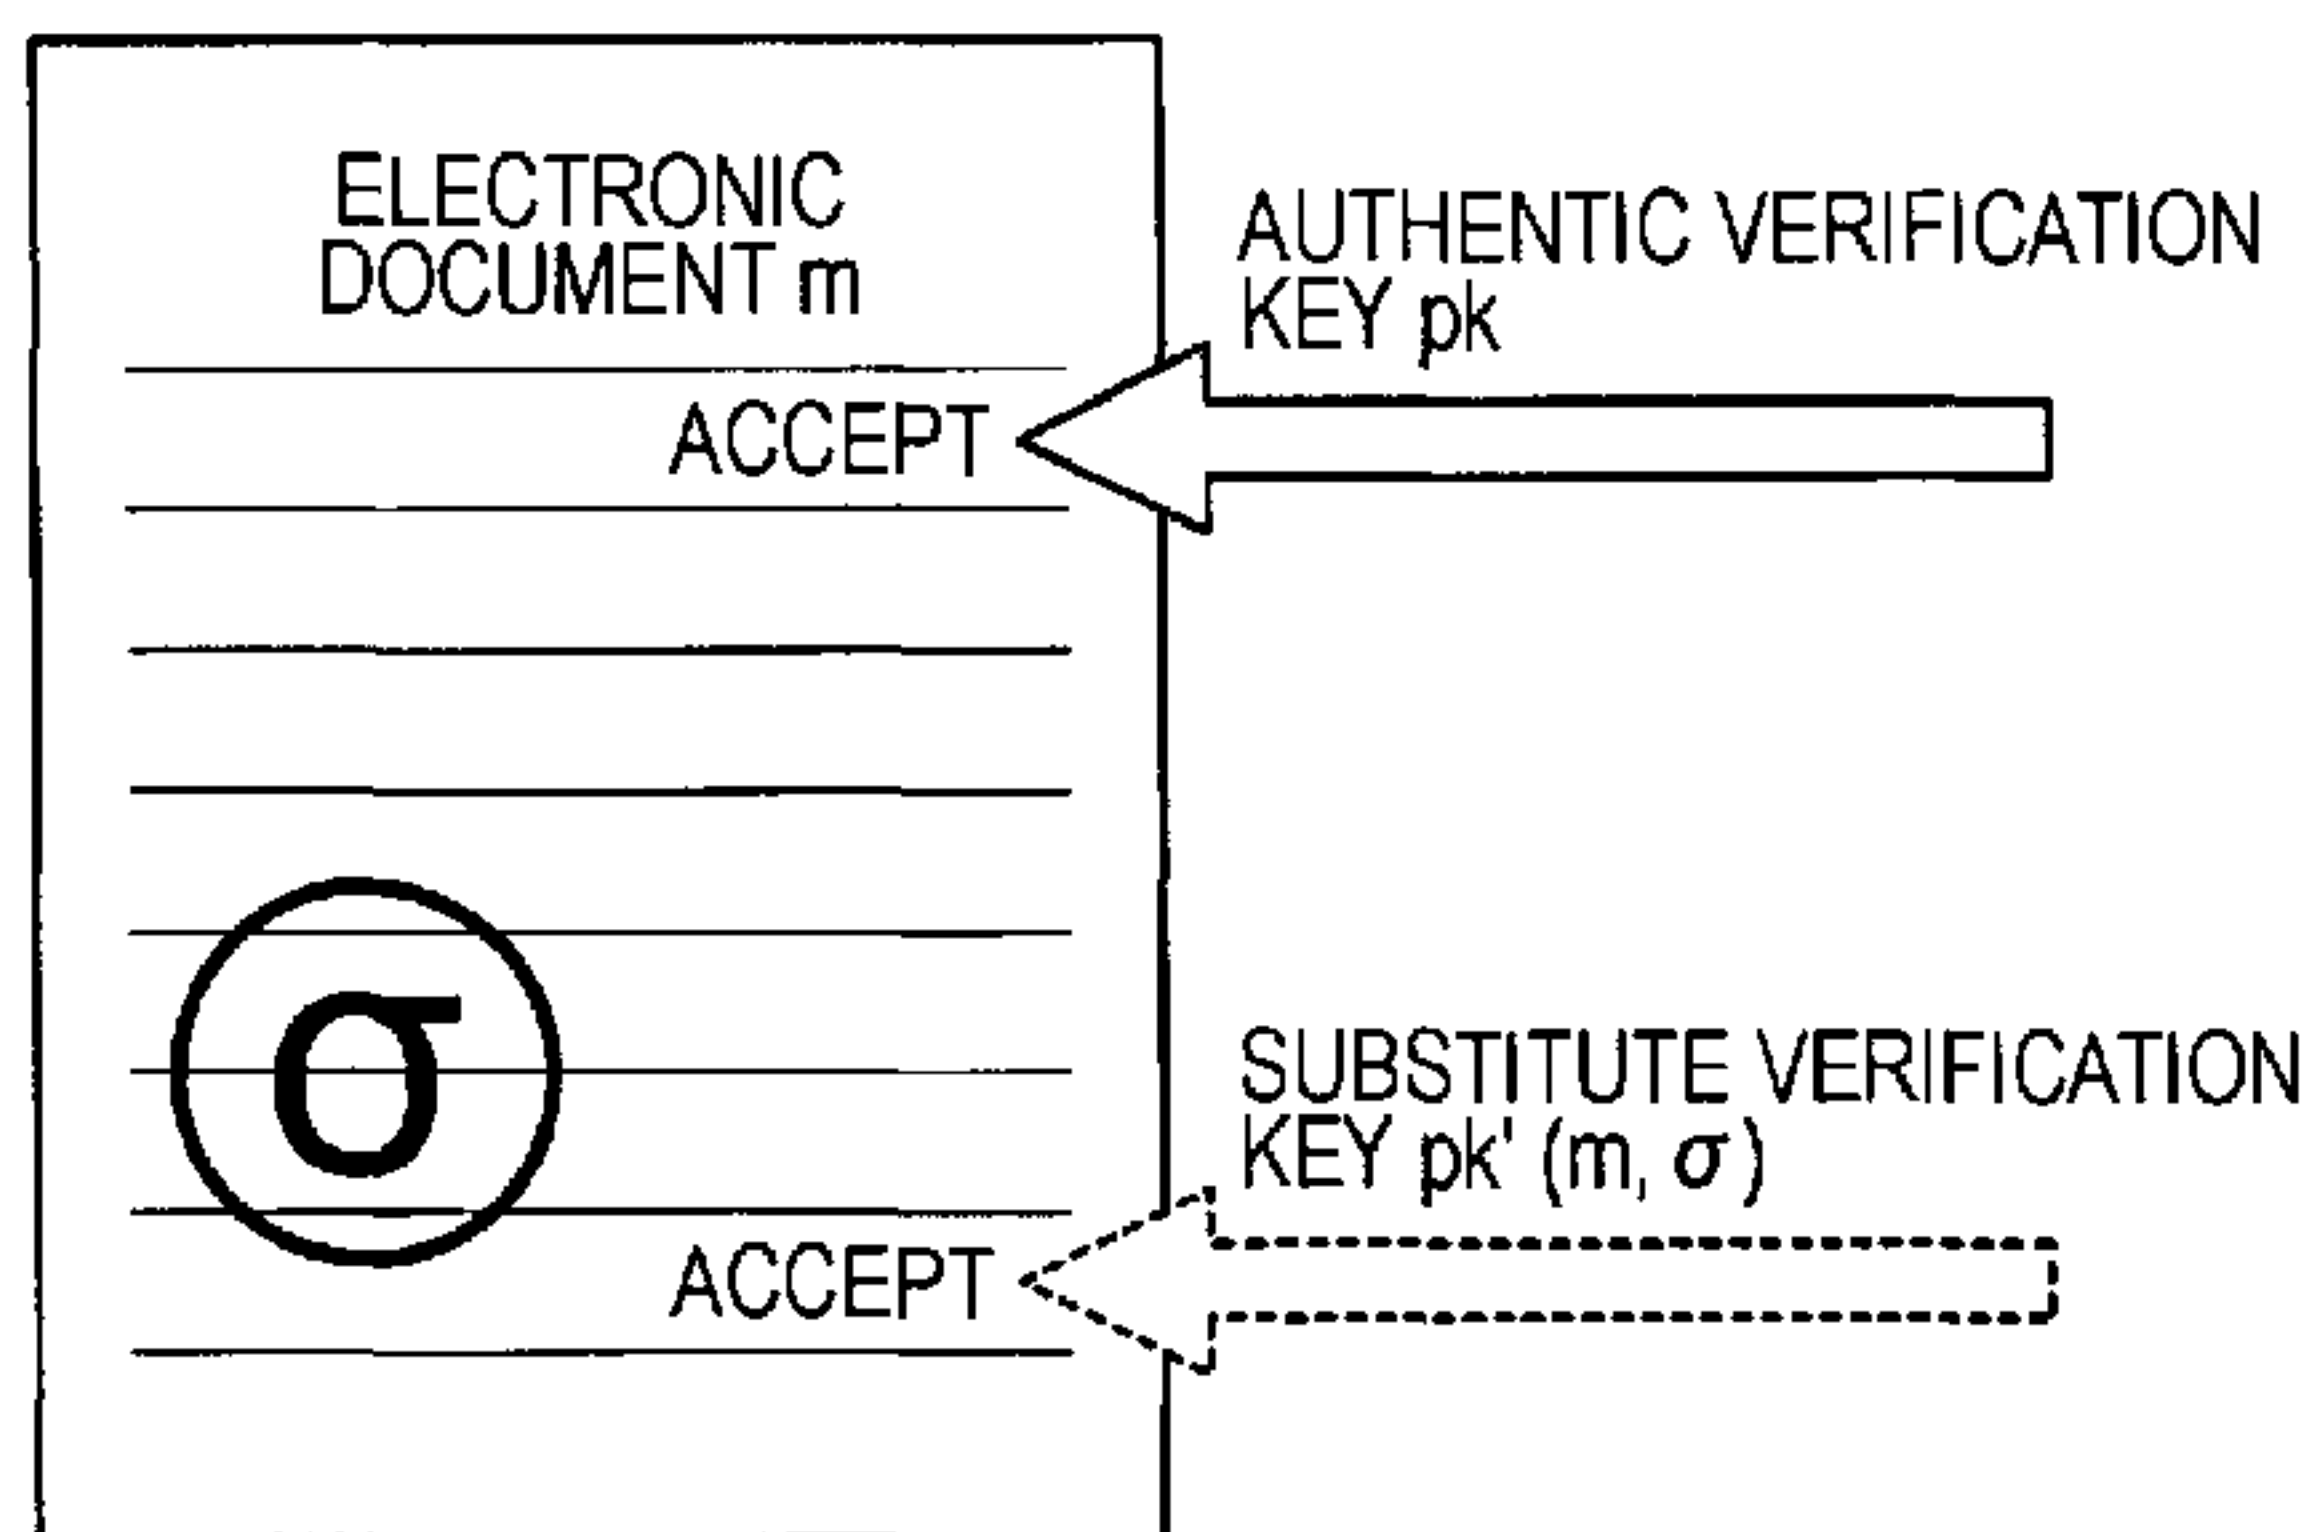 ELECTRONIC
DOCUMENT m
AUTHENTIC VERIFICATION
KEY pk
ACCEPT
σ
SUBSTITUTE VERIFICATION
KEY pk' (m, σ)
ACCEPT